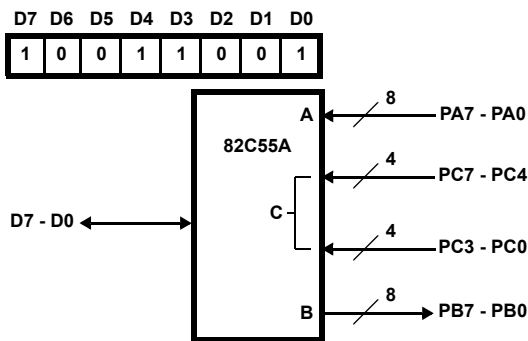 D7 D6 D5 D4 D3 D2 D1 D0
1 0 0 1 1 0 0 1
A
8
PA7 - PA0
82C55A
4
PC7 - PC4
C
D7 - D0
4
PC3 - PC0
B
8
PB7 - PB0